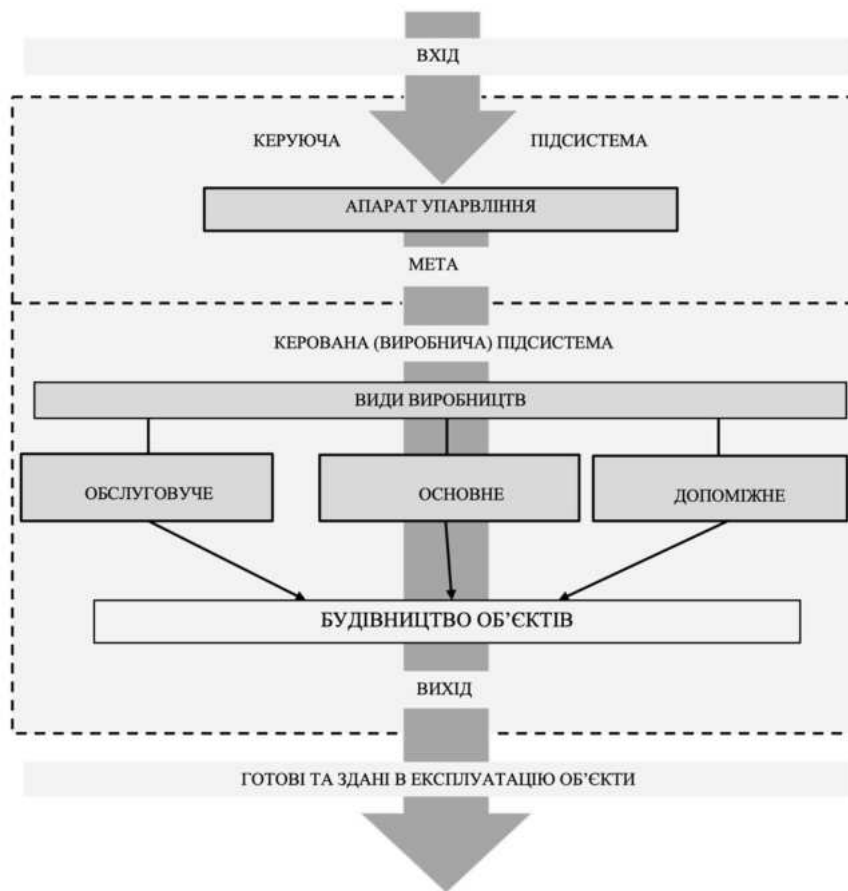 ВХІД
КЕРУЮЧА ПІДСИСТЕМА
АПАРАТ УПАРВЛІННЯ
МЕТА
КЕРОВАНА (ВИРОБНИЧА) ПІДСИСТЕМА
ВИДИ ВИРОБНИЦТВ
ОБСЛУГОВУЧЕ
ОСНОВНЕ
ДОПОМІЖНЕ
БУДІВНИЦТВО ОБ’ЄКТІВ
ВИХІД
ГОТОВІ ТА ЗДАНІ В ЕКСПЛУАТАЦІЮ ОБ’ЄКТИ